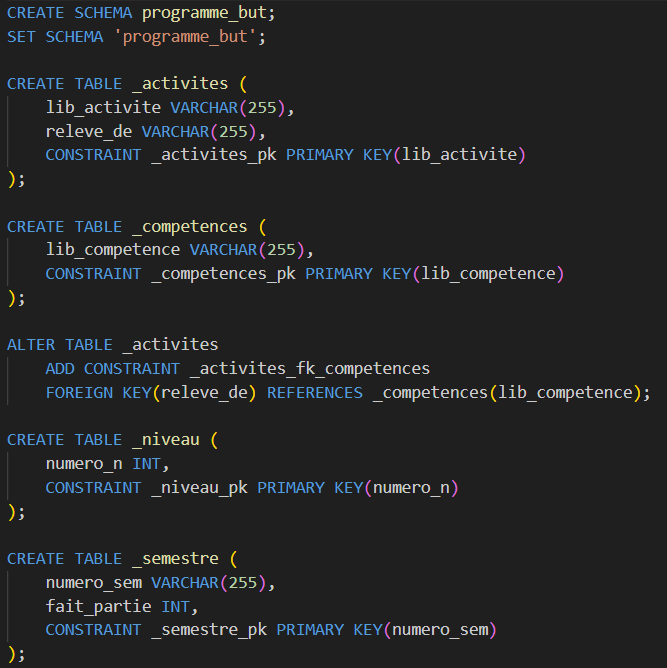 CREATE SCHEMA programme_but;
SET SCHEMA 'programme_but';

CREATE TABLE _activites (
    lib_activite VARCHAR(255),
    releve_de VARCHAR(255),
    CONSTRAINT _activites_pk PRIMARY KEY(lib_activite)
);

CREATE TABLE _competences (
    lib_competence VARCHAR(255),
    CONSTRAINT _competences_pk PRIMARY KEY(lib_competence)
);

ALTER TABLE _activites
    ADD CONSTRAINT _activites_fk_competences
    FOREIGN KEY(releve_de) REFERENCES _competences(lib_competence);

CREATE TABLE _niveau (
    numero_n INT,
    CONSTRAINT _niveau_pk PRIMARY KEY(numero_n)
);

CREATE TABLE _semestre (
    numero_sem VARCHAR(255),
    fait_partie INT,
    CONSTRAINT _semestre_pk PRIMARY KEY(numero_sem)
);